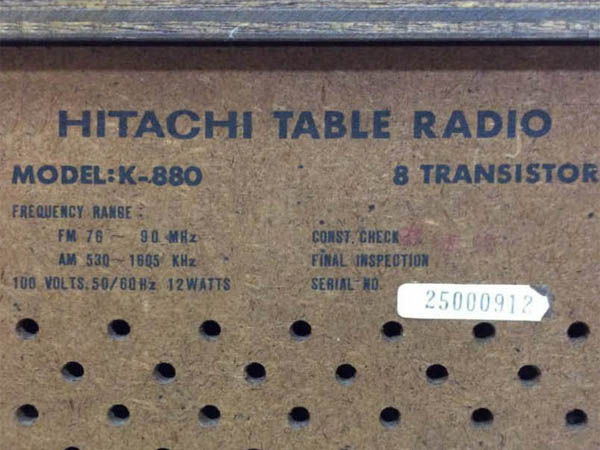 HITACHI TABLE RADIO
MODEL:K-880 8 TRANSISTOR
FREQUENCY RANGE :
FM 76 ~ 90 MHz
AM 530~1605 KHz
100 VOLTS, 50/60Hz 12WATTS
CONST. CHECK
FINAL INSPECTION
SERIAL NO.
25000912